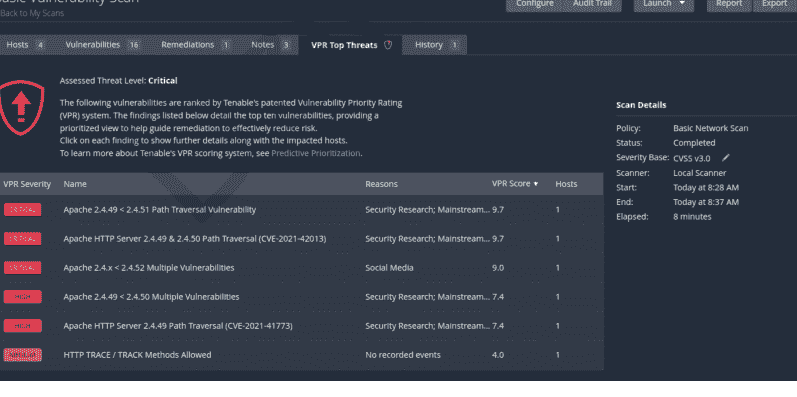 Basic Vulnerability Scan
Back to My Scans
Configure Audit Trail Launch Report Export
Hosts 4 Vulnerabilities 16 Remediations 1 Notes 3 VPR Top Threats History 1
Assessed Threat Level: Critical
The following vulnerabilities are ranked by Tenable's patented Vulnerability Priority Rating
(VPR) system. The findings listed below detail the top ten vulnerabilities, providing a
prioritized view to help guide remediation to effectively reduce risk.
Click on each finding to show further details along with the impacted hosts.
To learn more about Tenable's VPR scoring system, see Predictive Prioritization.
VPR Severity Name Reasons VPR Score Hosts
CRITICAL Apache 2.4.49 < 2.4.51 Path Traversal Vulnerability Security Research; Mainstream... 9.7 1
CRITICAL Apache HTTP Server 2.4.49 & 2.4.50 Path Traversal (CVE-2021-42013) Security Research; Mainstream... 9.7 1
CRITICAL Apache 2.4.x < 2.4.52 Multiple Vulnerabilities Social Media 9.0 1
HIGH Apache 2.4.49 < 2.4.50 Multiple Vulnerabilities Security Research; Mainstream... 7.4 1
HIGH Apache HTTP Server 2.4.49 Path Traversal (CVE-2021-41773) Security Research; Mainstream... 7.4 1
HTTP TRACE / TRACK Methods Allowed No recorded events 4.0 1
Scan Details
Policy: Basic Network Scan
Status: Completed
Severity Base: CVSS v3.0
Scanner: Local Scanner
Start: Today at 8:28 AM
End: Today at 8:37 AM
Elapsed: 8 minutes